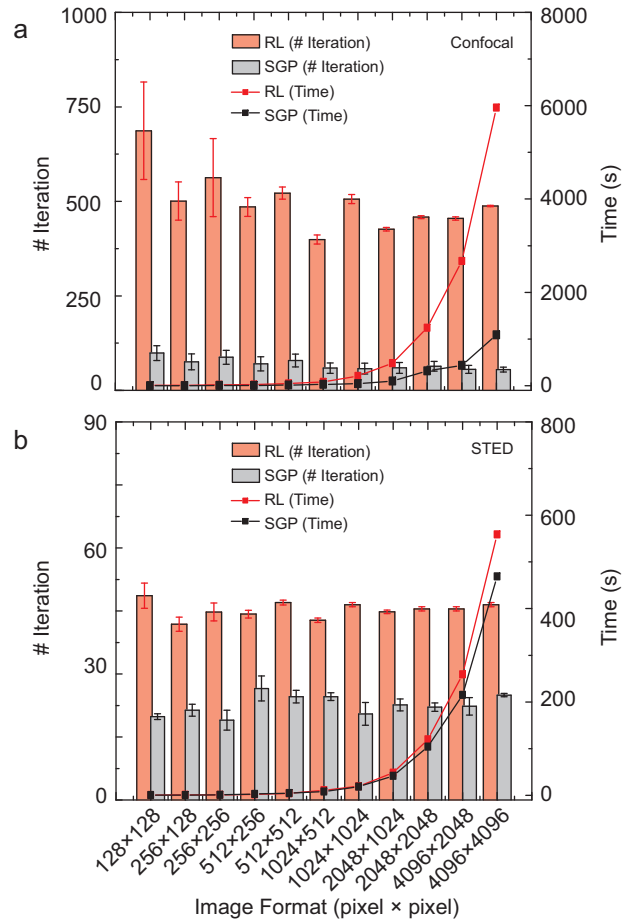 a
1000
750
500
250
0
# Iteration
RL (# Iteration)
SGP (# Iteration)
RL (Time)
SGP (Time)
Confocal
8000
6000
4000
2000
0
Time (s)
b
90
60
30
0
# Iteration
RL (# Iteration)
SGP (# Iteration)
RL (Time)
SGP (Time)
STED
800
600
400
200
0
Time (s)
128×128
256×128
256×256
512×256
512×512
1024×512
1024×1024
2048×1024
2048×2048
4096×2048
4096×4096
Image Format (pixel × pixel)